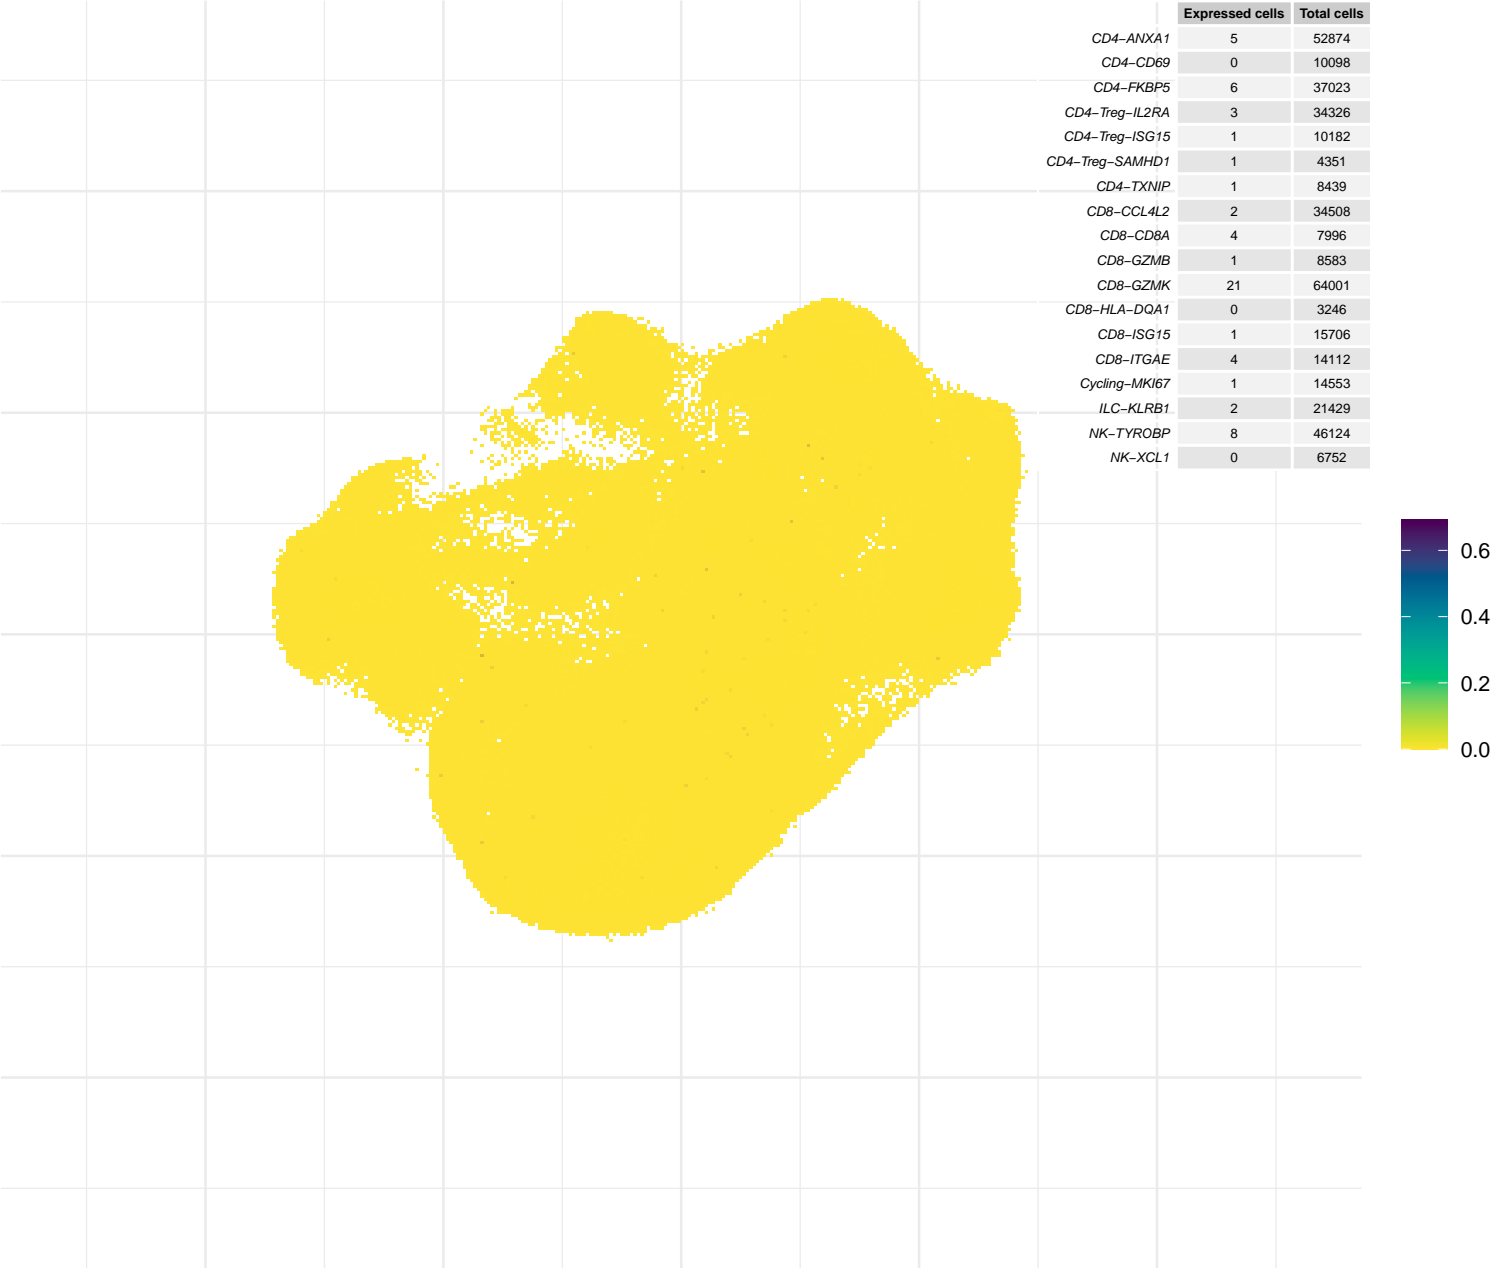 Expressed cells Total cells
CD4−ANXA1 5 52874
CD4−CD69 0 10098
CD4−FKBP5 6 37023
CD4−Treg−IL2RA 3 34326
CD4−Treg−ISG15 1 10182
CD4−Treg−SAMHD1 1 4351
CD4−TXNIP 1 8439
CD8−CCL4L2 2 34508
CD8−CD8A 4 7996
CD8−GZMB 1 8583
CD8−GZMK 21 64001
CD8−HLA−DQA1 0 3246
CD8−ISG15 1 15706
CD8−ITGAE 4 14112
Cycling−MKI67 1 14553
ILC−KLRB1 2 21429
NK−TYROBP 8 46124
NK−XCL1 0 6752
0.6
0.4
0.2
0.0